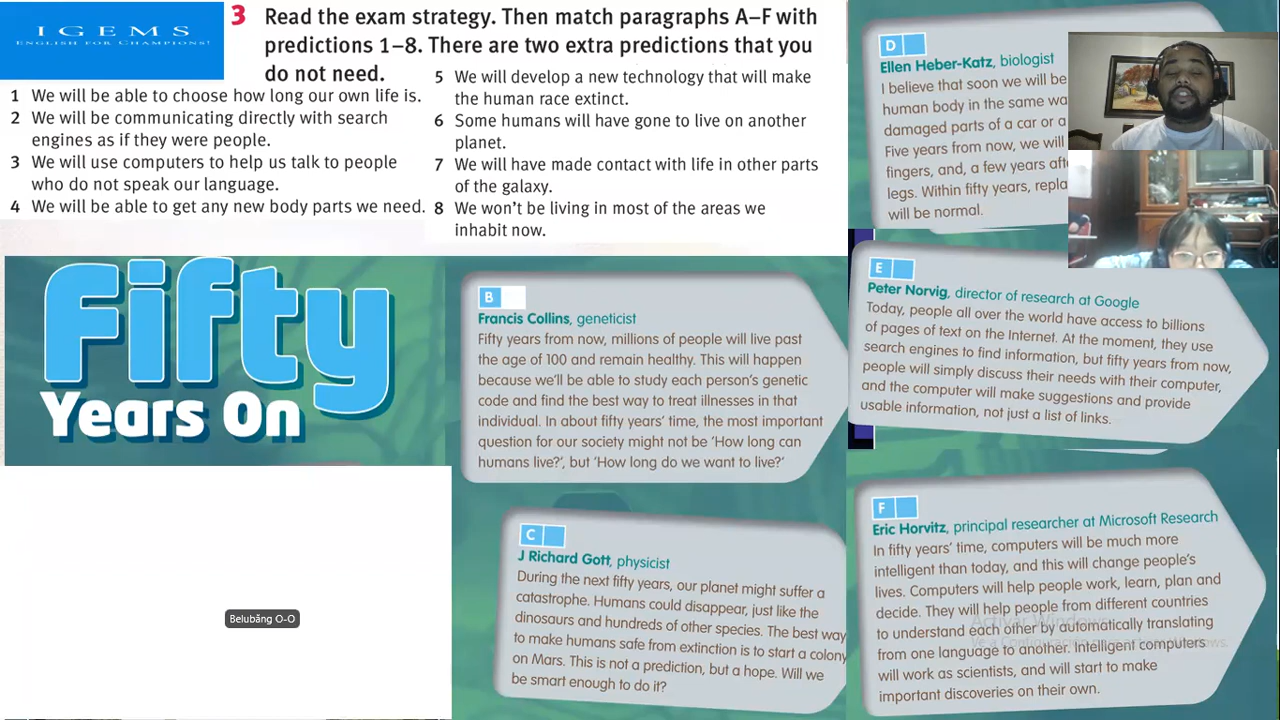 IGEMS
ENGLISH FOR CHAMPIONS!
3 Read the exam strategy. Then match paragraphs A–F with
predictions 1–8. There are two extra predictions that you
do not need.
1 We will be able to choose how long our own life is.
2 We will be communicating directly with search
engines as if they were people.
3 We will use computers to help us talk to people
who do not speak our language.
4 We will be able to get any new body parts we need.
5 We will develop a new technology that will make
the human race extinct.
6 Some humans will have gone to live on another
planet.
7 We will have made contact with life in other parts
of the galaxy.
8 We won't be living in most of the areas we
inhabit now.
Fifty
Years On
Belubăng O-O
B
Francis Collins, geneticist
Fifty years from now, millions of people will live past
the age of 100 and remain healthy. This will happen
because we'll be able to study each person's genetic
code and find the best way to treat illnesses in that
individual. In about fifty years' time, the most important
question for our society might not be 'How long can
humans live?', but 'How long do we want to live?'
C
J Richard Gott, physicist
During the next fifty years, our planet might suffer a
catastrophe. Humans could disappear, just like the
dinosaurs and hundreds of other species. The best way
to make humans safe from extinction is to start a colony
on Mars. This is not a prediction, but a hope. Will we
be smart enough to do it?
D
Ellen Heber-Katz, biologist
I believe that soon we will be
human body in the same
damaged parts of a car or a
Five years from now, we will
fingers, and, a few years
legs. Within fifty years,
will be normal.
E
Peter Norvig, director of research at Google
Today, people all over the world have access to billions
of pages of text on the Internet. At the moment, they use
search engines to find information, but fifty years from now,
people will simply discuss their needs with their computer,
and the computer will make suggestions and provide
usable information, not just a list of links.
F
Eric Horvitz, principal researcher at Microsoft Research
In fifty years' time, computers will be much more
intelligent than today, and this will change people's
lives. Computers will help people work, learn, plan and
decide. They will help people from different countries
to understand each other by automatically translating
from one language to another. Intelligent computers
will work as scientists, and will start to make
important discoveries on their own.
Activar Windows